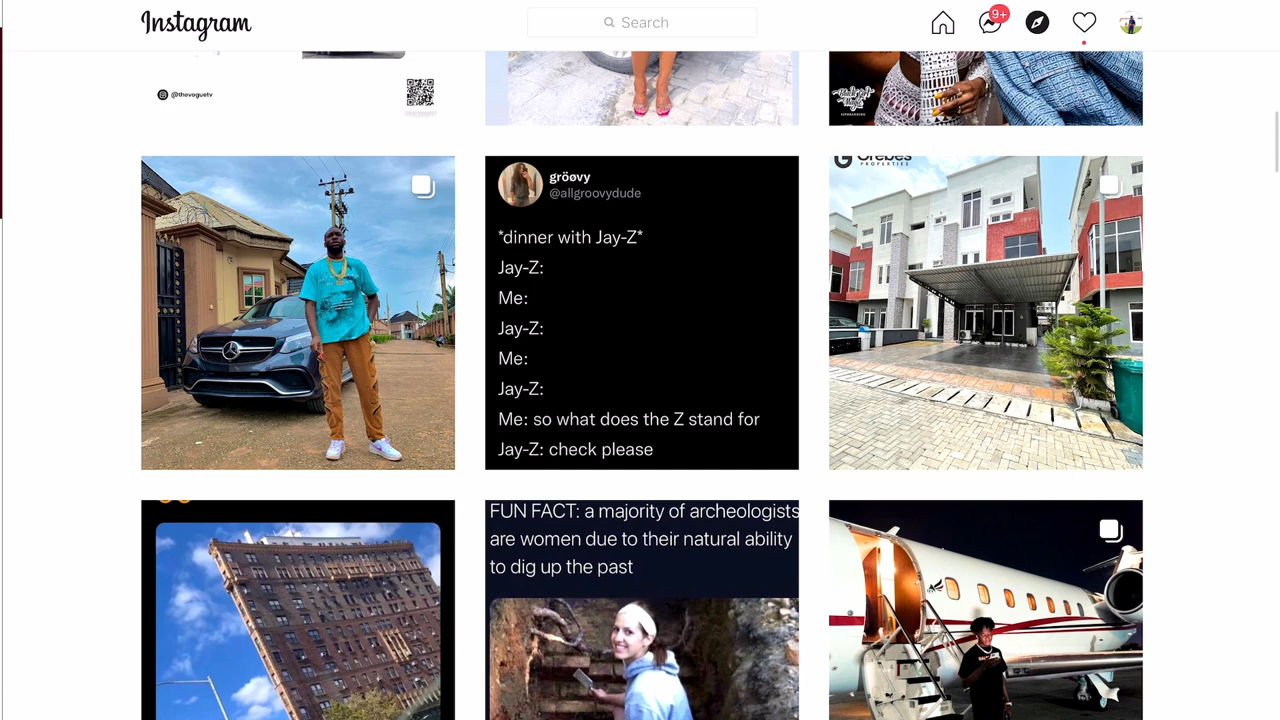 Instagram
Search
9+
@thevoguetv
gröøvy
@allgroovydude
*dinner with Jay-Z*
Jay-Z:
Me:
Jay-Z:
Me:
Jay-Z:
Me: so what does the Z stand for
Jay-Z: check please
PROPERTIES
FUN FACT: a majority of archeologists
are women due to their natural ability
to dig up the past